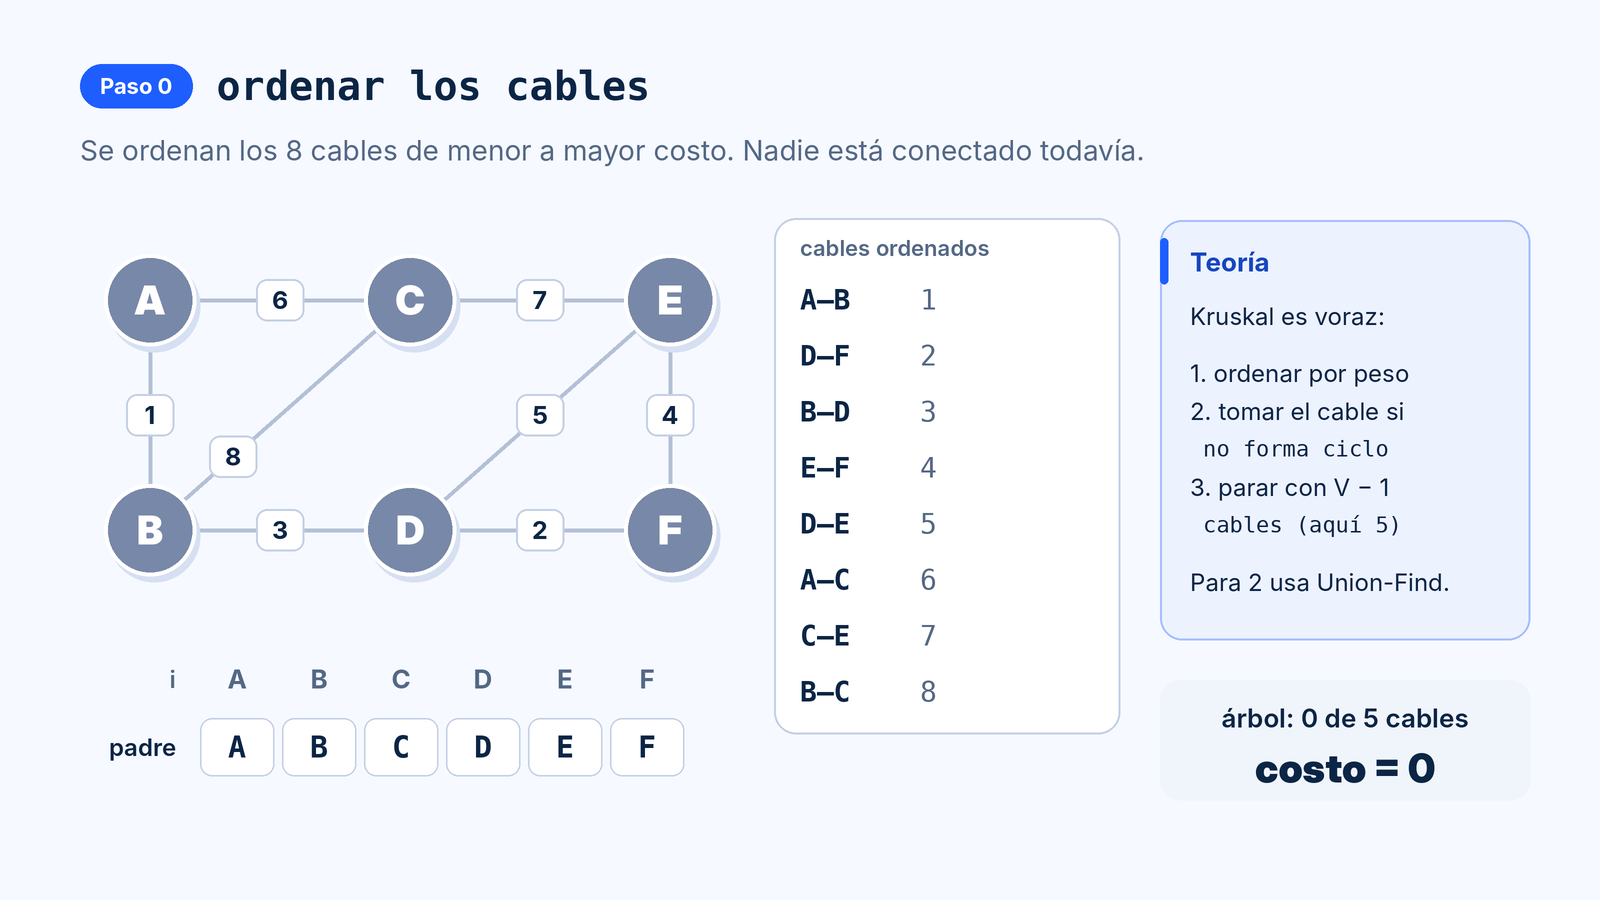 Paso 0 ordenar los cables
Se ordenan los 8 cables de menor a mayor costo. Nadie está conectado todavía.
A 6 C 7 E
1 8 5 4
B 3 D 2 F
i A B C D E F
padre A B C D E F
cables ordenados
A—B 1
D—F 2
B—D 3
E—F 4
D—E 5
A—C 6
C—E 7
B—C 8
Teoría
Kruskal es voraz:
1. ordenar por peso
2. tomar el cable si
no forma ciclo
3. parar con V − 1
cables (aquí 5)
Para 2 usa Union-Find.
árbol: 0 de 5 cables
costo = 0